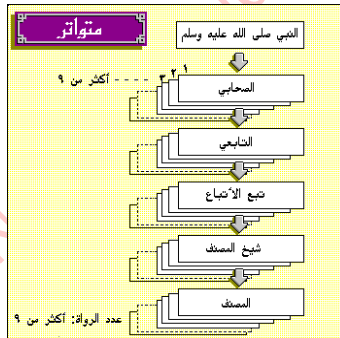 متواتر
النبي صلى الله عليه وسلم
١ ٢ ٣ - - - - أكثر من ٩
الصحابي
التابعي
تبع الأتباع
شيخ المصنف
المصنف
عدد الرواة: أكثر من ٩